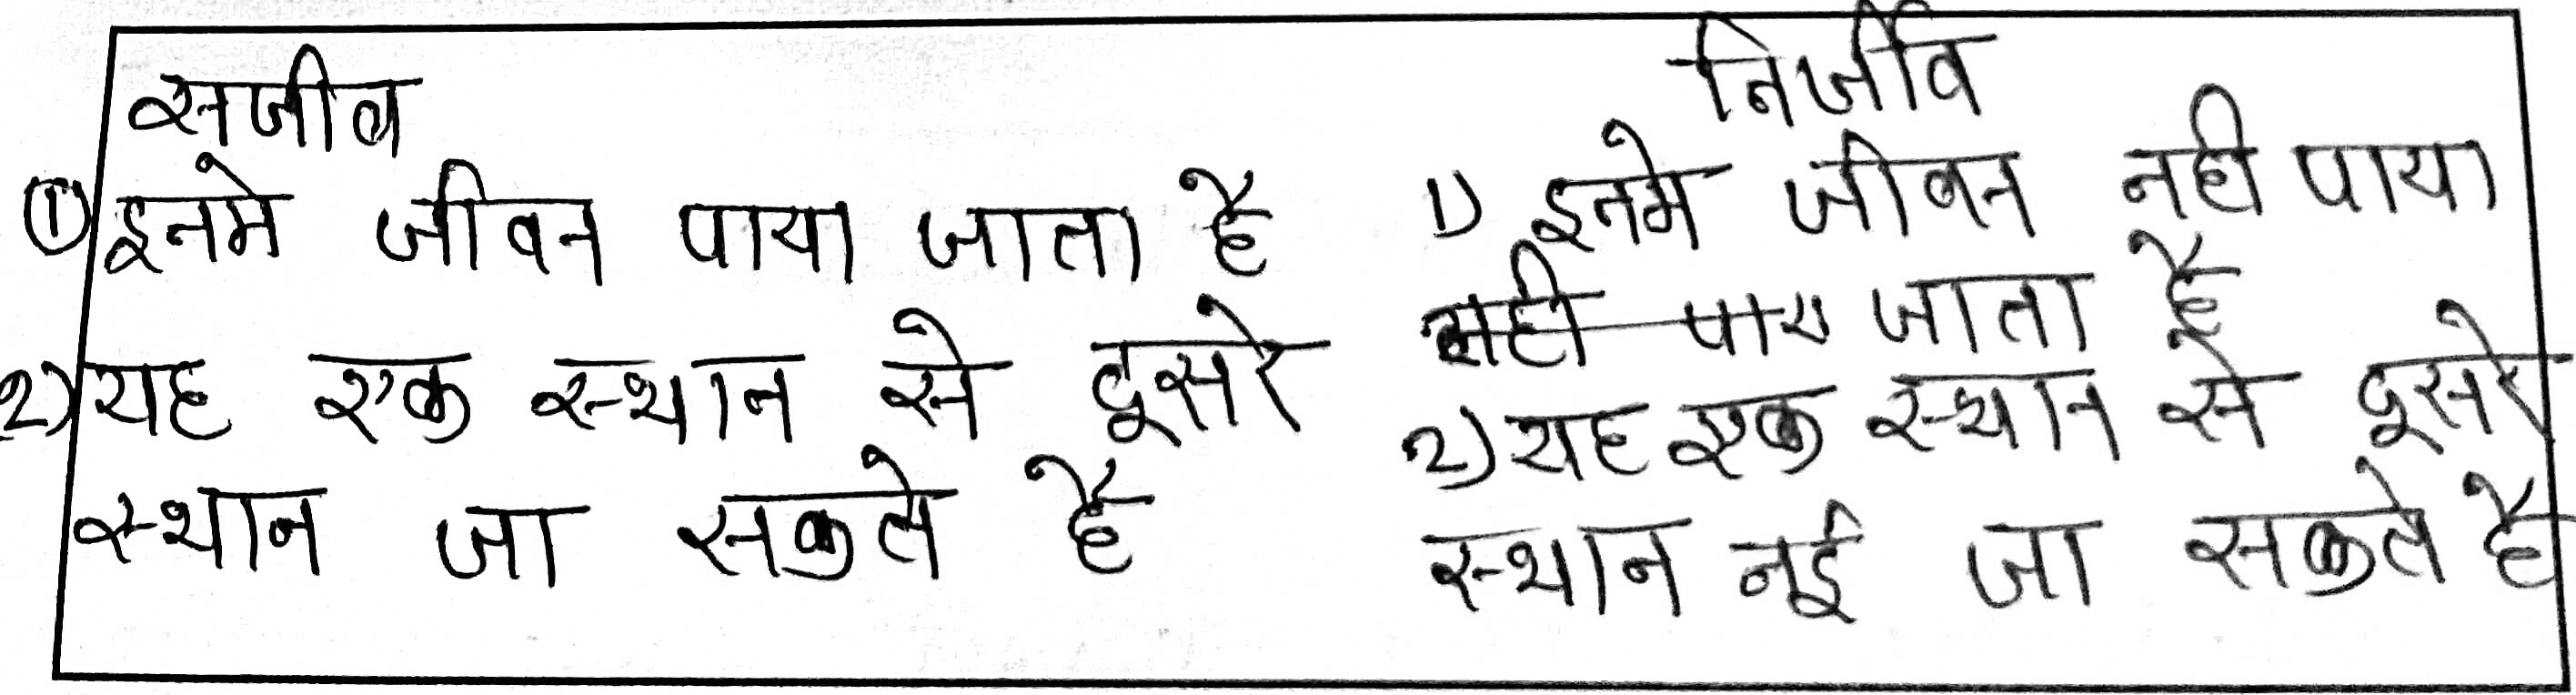 सजीव
① इनमे जीवन पाया जाता है
2) यह एक स्थान से दूसरे
स्थान जा सकते है
निर्जीव
1) इनमे जीवन नही पाया
नही पाए जाता है
2) यह एक स्थान से दूसरे
स्थान नई जा सकते है